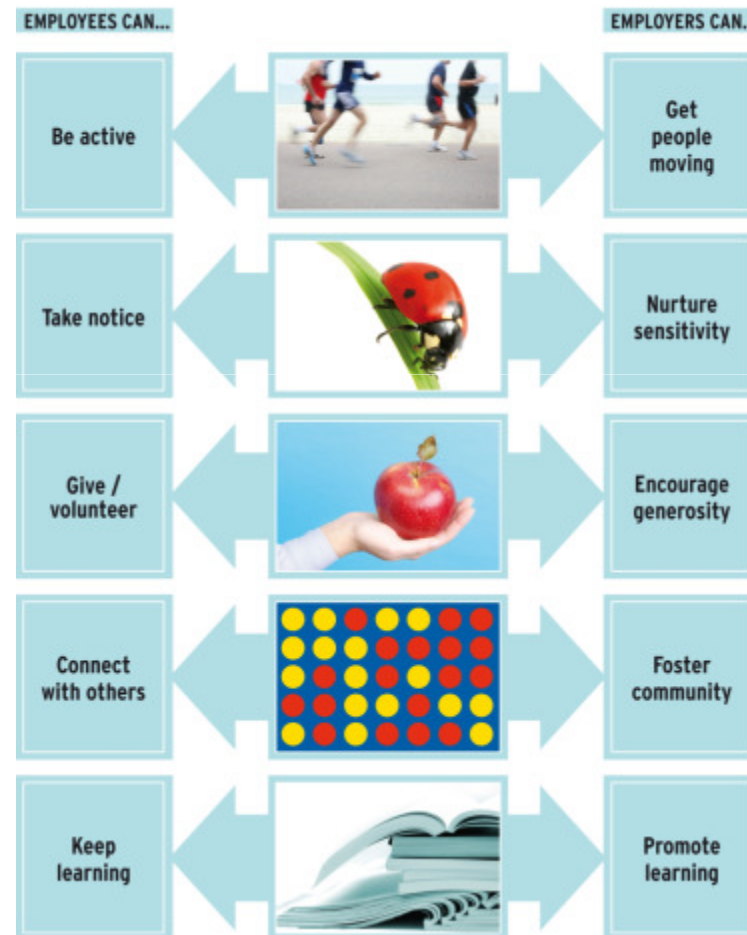 EMPLOYEES CAN...
EMPLOYERS CAN.
Be active
Get
people
moving
Take notice
Nurture
sensitivity
Give /
volunteer
Encourage
generosity
Connect
with others
Foster
community
Keep
learning
Promote
learning